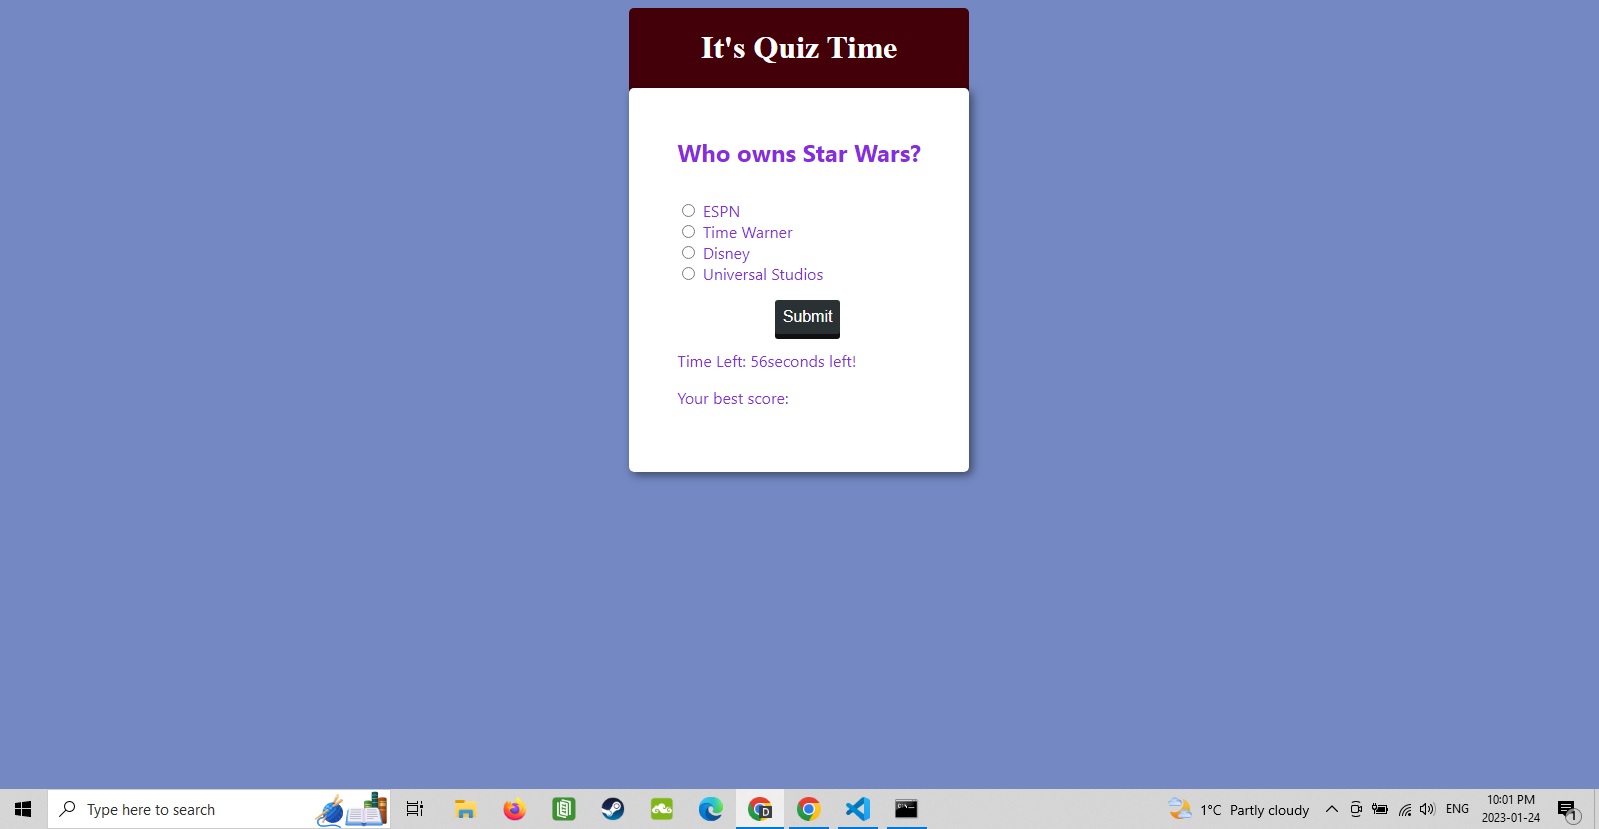 It's Quiz Time
Who owns Star Wars?
ESPN
Time Warner
Disney
Universal Studios
Submit
Time Left: 56seconds left!
Your best score:
Type here to search
1°C Partly cloudy
ENG
10:01 PM
2023-01-24
1
D